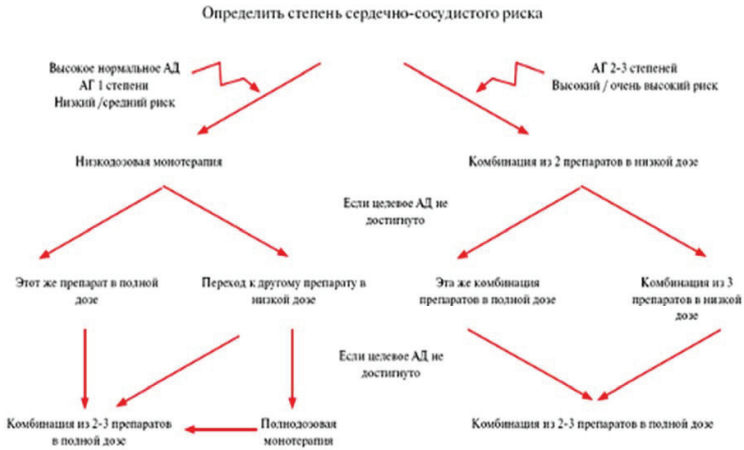 Определить степень сердечно-сосудистого риска
Высокое нормальное АД
АГ 1 степени
Низкий /средний риск
АГ 2-3 степеней
Высокий / очень высокий риск
Низкодозовая монотерапия
Комбинация из 2 препаратов в низкой дозе
Если целевое АД не
достигнуто
Этот же препарат в полной
дозе
Переход к другому препарату в
низкой дозе
Эта же комбинация
препаратов в полной дозе
Комбинация из 3
препаратов в низкой
дозе
Если целевое АД не
достигнуто
Комбинация из 2-3 препаратов
в полной дозе
Полнодозовая
монотерапия
Комбинация из 2-3 препаратов в полной дозе